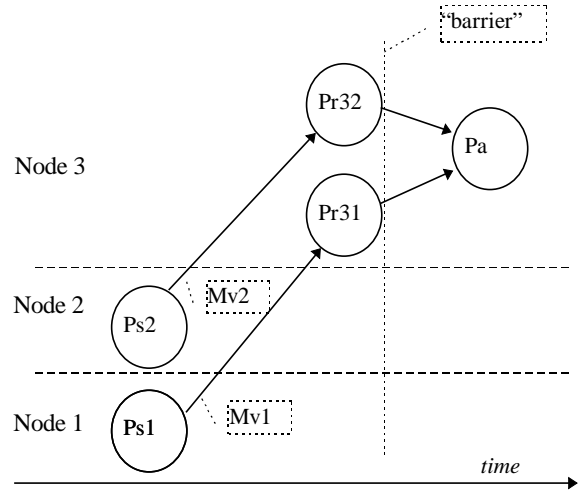 “barrier”
Pr32
Pa
Node 3
Pr31
Mv2
Node 2
Ps2
Mv1
Node 1
Ps1
time